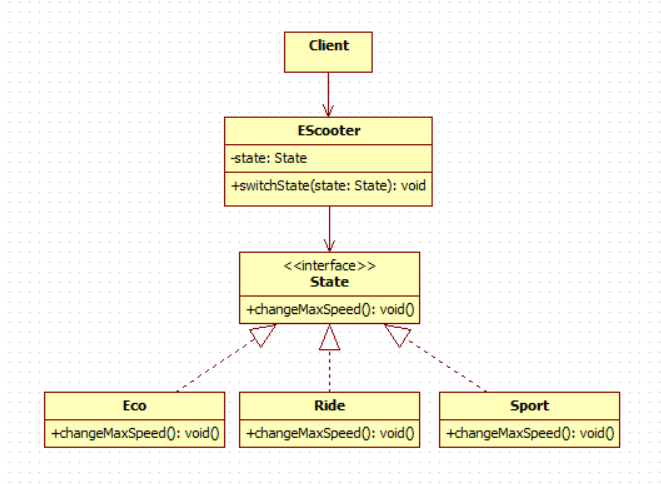 Client
EScooter
-state: State
+switchState(state: State): void
<<interface>>
State
+changeMaxSpeed(): void()
Eco
+changeMaxSpeed(): void()
Ride
+changeMaxSpeed(): void()
Sport
+changeMaxSpeed(): void()